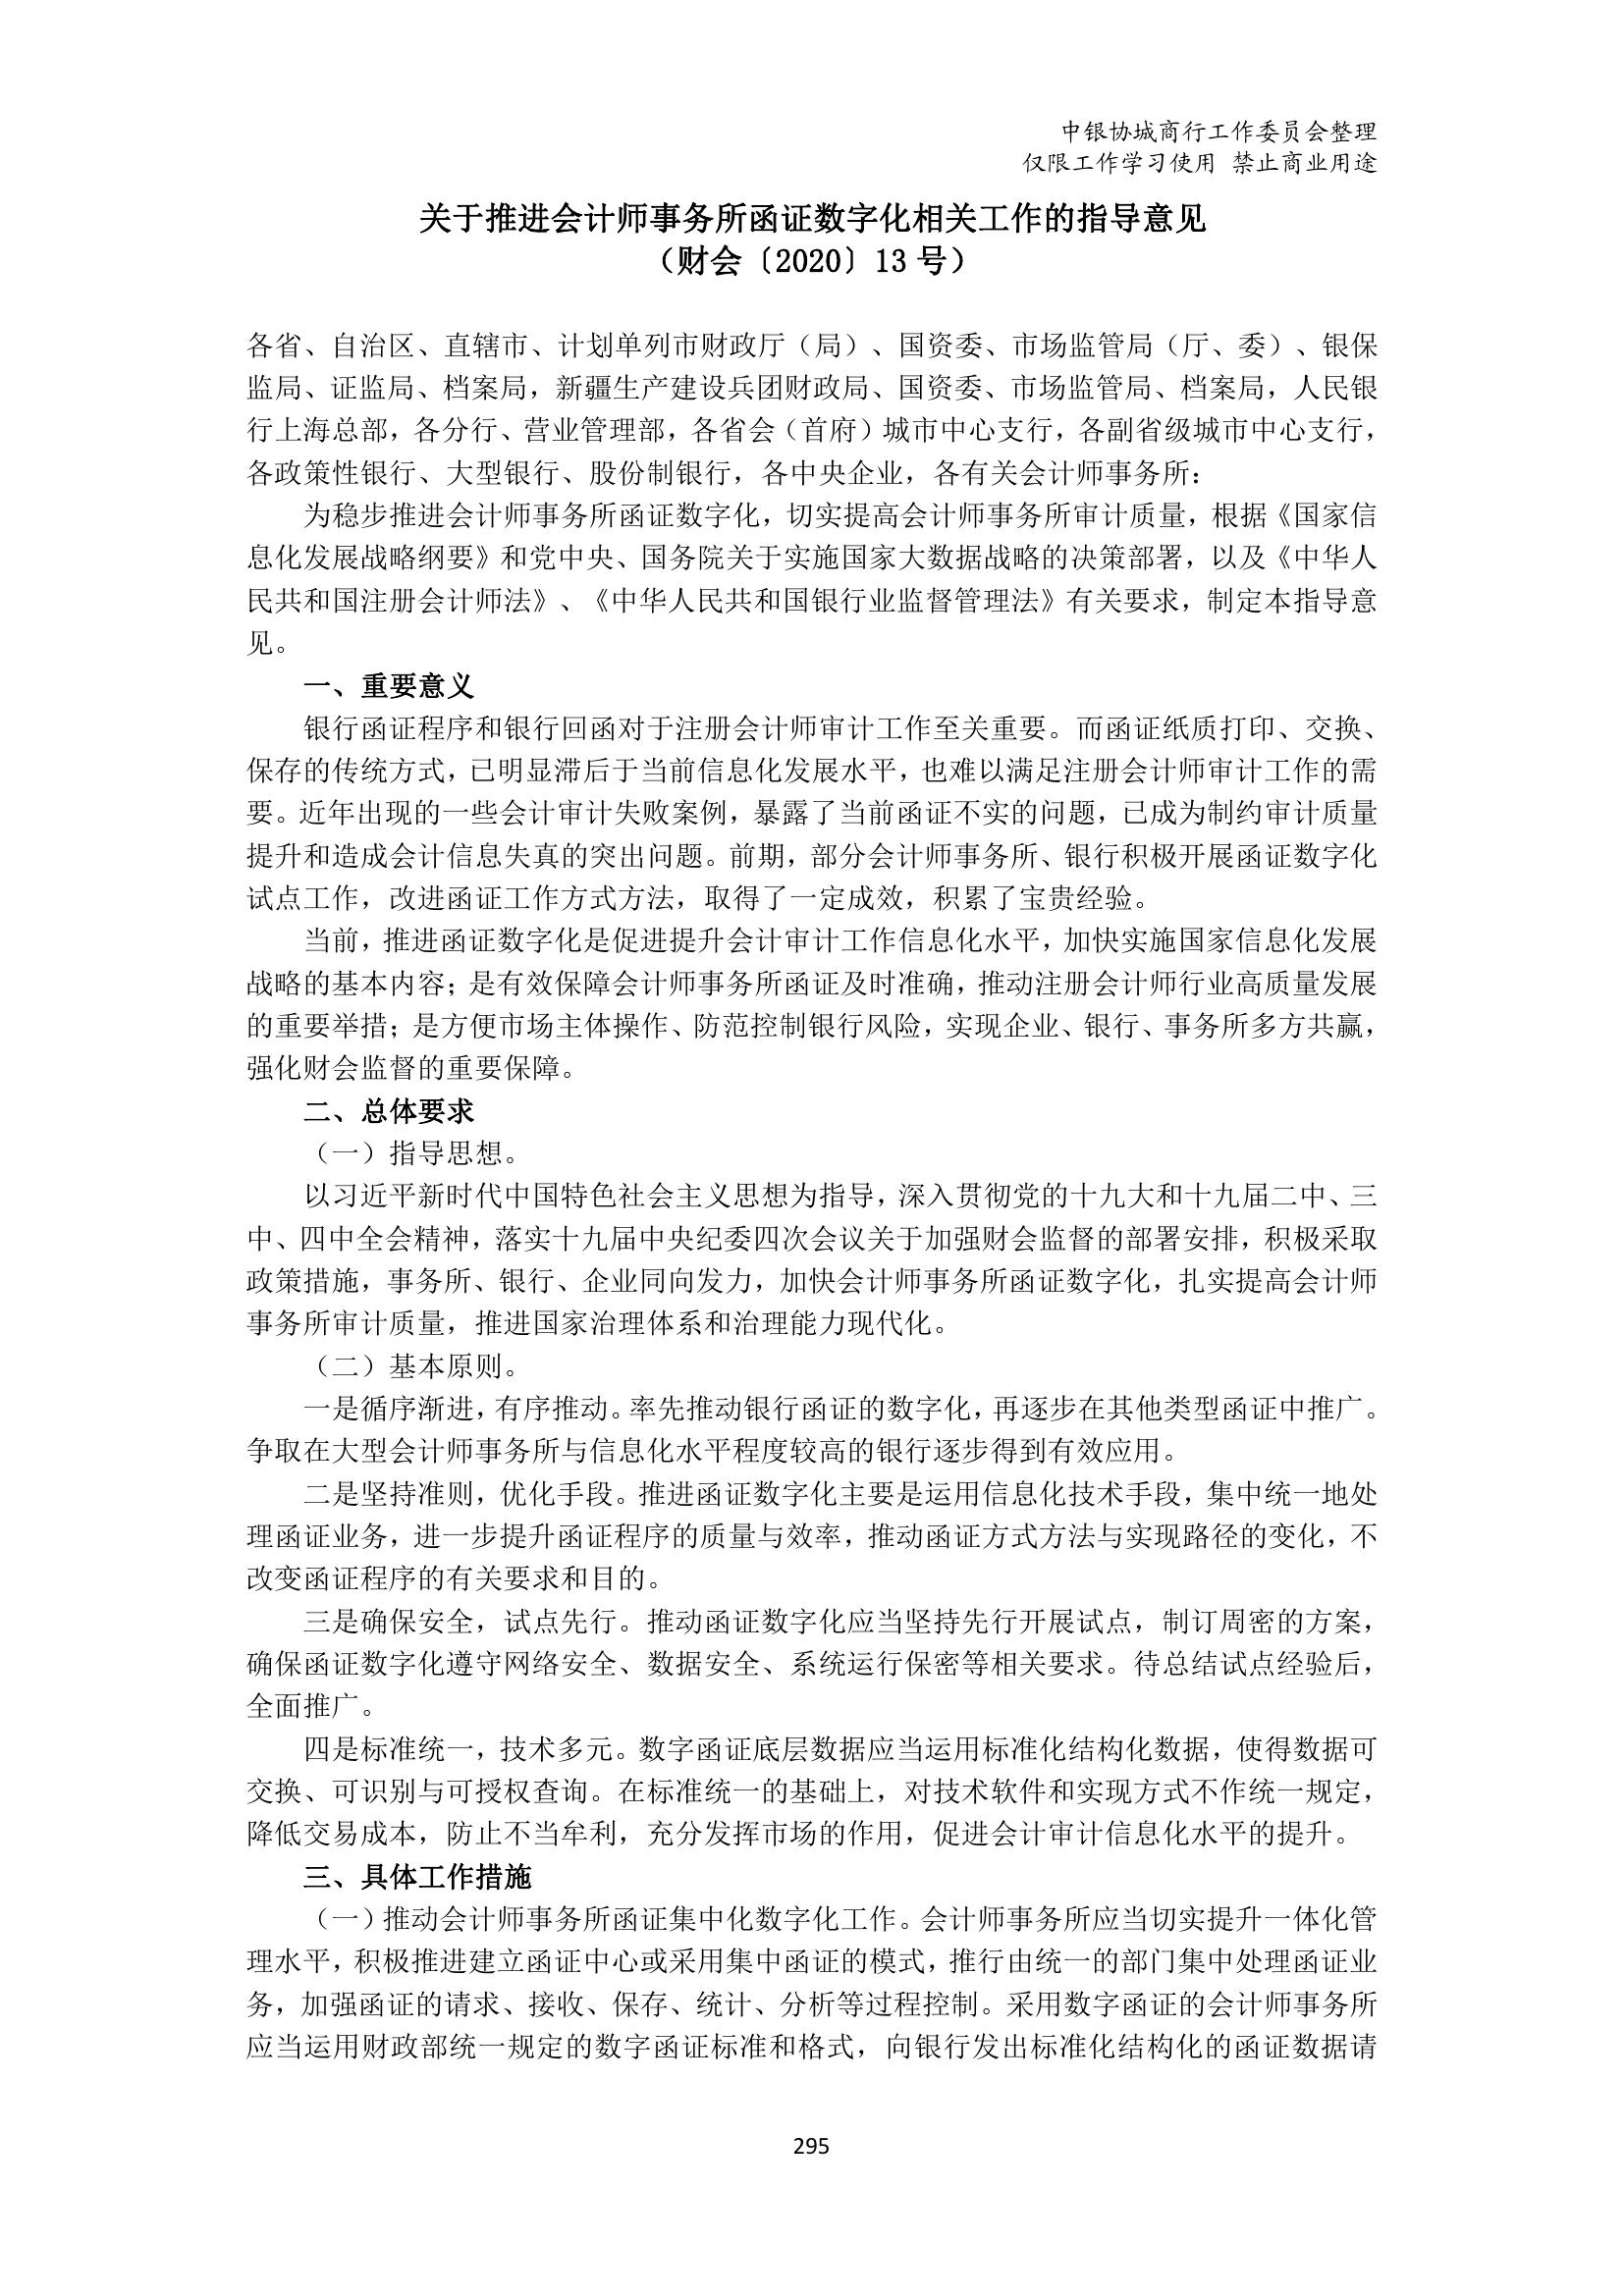 中银协城商行工作委员会整理
仅限工作学习使用 禁止商业用途
关于推进会计师事务所函证数字化相关工作的指导意见
（财会〔2020〕13 号）
各省、自治区、直辖市、计划单列市财政厅（局）、国资委、市场监管局（厅、委）、银保
监局、证监局、档案局，新疆生产建设兵团财政局、国资委、市场监管局、档案局，人民银
行上海总部，各分行、营业管理部，各省会（首府）城市中心支行，各副省级城市中心支行，
各政策性银行、大型银行、股份制银行，各中央企业，各有关会计师事务所：
为稳步推进会计师事务所函证数字化，切实提高会计师事务所审计质量，根据《国家信
息化发展战略纲要》和党中央、国务院关于实施国家大数据战略的决策部署，以及《中华人
民共和国注册会计师法》、《中华人民共和国银行业监督管理法》有关要求，制定本指导意
见。
一、重要意义
银行函证程序和银行回函对于注册会计师审计工作至关重要。而函证纸质打印、交换、
保存的传统方式，已明显滞后于当前信息化发展水平，也难以满足注册会计师审计工作的需
要。近年出现的一些会计审计失败案例，暴露了当前函证不实的问题，已成为制约审计质量
提升和造成会计信息失真的突出问题。前期，部分会计师事务所、银行积极开展函证数字化
试点工作，改进函证工作方式方法，取得了一定成效，积累了宝贵经验。
当前，推进函证数字化是促进提升会计审计工作信息化水平，加快实施国家信息化发展
战略的基本内容；是有效保障会计师事务所函证及时准确，推动注册会计师行业高质量发展
的重要举措；是方便市场主体操作、防范控制银行风险，实现企业、银行、事务所多方共赢，
强化财会监督的重要保障。
二、总体要求
（一）指导思想。
以习近平新时代中国特色社会主义思想为指导，深入贯彻党的十九大和十九届二中、三
中、四中全会精神，落实十九届中央纪委四次会议关于加强财会监督的部署安排，积极采取
政策措施，事务所、银行、企业同向发力，加快会计师事务所函证数字化，扎实提高会计师
事务所审计质量，推进国家治理体系和治理能力现代化。
（二）基本原则。
一是循序渐进，有序推动。率先推动银行函证的数字化，再逐步在其他类型函证中推广。
争取在大型会计师事务所与信息化水平程度较高的银行逐步得到有效应用。
二是坚持准则，优化手段。推进函证数字化主要是运用信息化技术手段，集中统一地处
理函证业务，进一步提升函证程序的质量与效率，推动函证方式方法与实现路径的变化，不
改变函证程序的有关要求和目的。
三是确保安全，试点先行。推动函证数字化应当坚持先行开展试点，制订周密的方案，
确保函证数字化遵守网络安全、数据安全、系统运行保密等相关要求。待总结试点经验后，
全面推广。
四是标准统一，技术多元。数字函证底层数据应当运用标准化结构化数据，使得数据可
交换、可识别与可授权查询。在标准统一的基础上，对技术软件和实现方式不作统一规定，
降低交易成本，防止不当牟利，充分发挥市场的作用，促进会计审计信息化水平的提升。
三、具体工作措施
（一）推动会计师事务所函证集中化数字化工作。会计师事务所应当切实提升一体化管
理水平，积极推进建立函证中心或采用集中函证的模式，推行由统一的部门集中处理函证业
务，加强函证的请求、接收、保存、统计、分析等过程控制。采用数字函证的会计师事务所
应当运用财政部统一规定的数字函证标准和格式，向银行发出标准化结构化的函证数据请
295